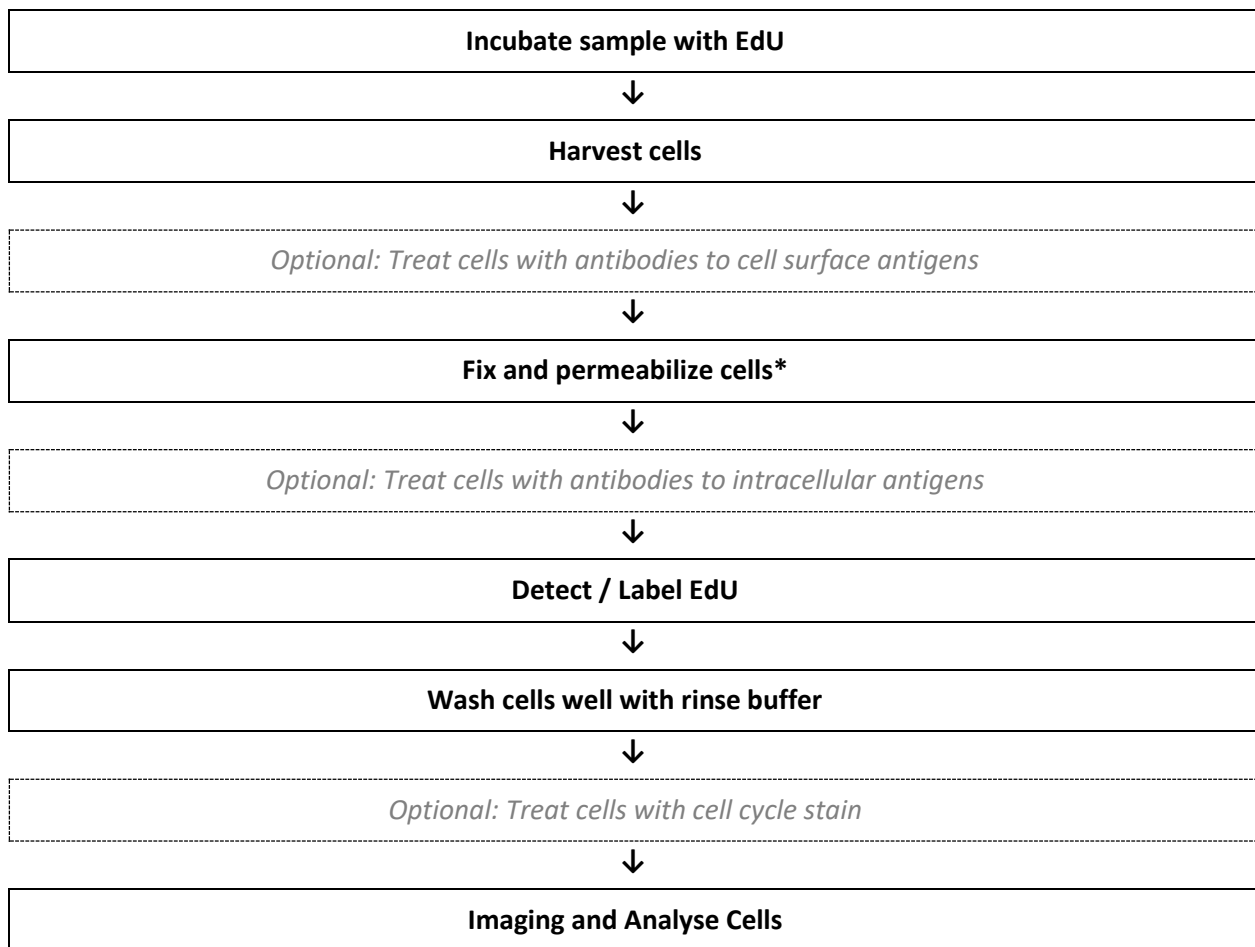 Incubate sample with EdU
↓
Harvest cells
↓
Optional: Treat cells with antibodies to cell surface antigens
↓
Fix and permeabilize cells*
↓
Optional: Treat cells with antibodies to intracellular antigens
↓
Detect / Label EdU
↓
Wash cells well with rinse buffer
↓
Optional: Treat cells with cell cycle stain
↓
Imaging and Analyse Cells